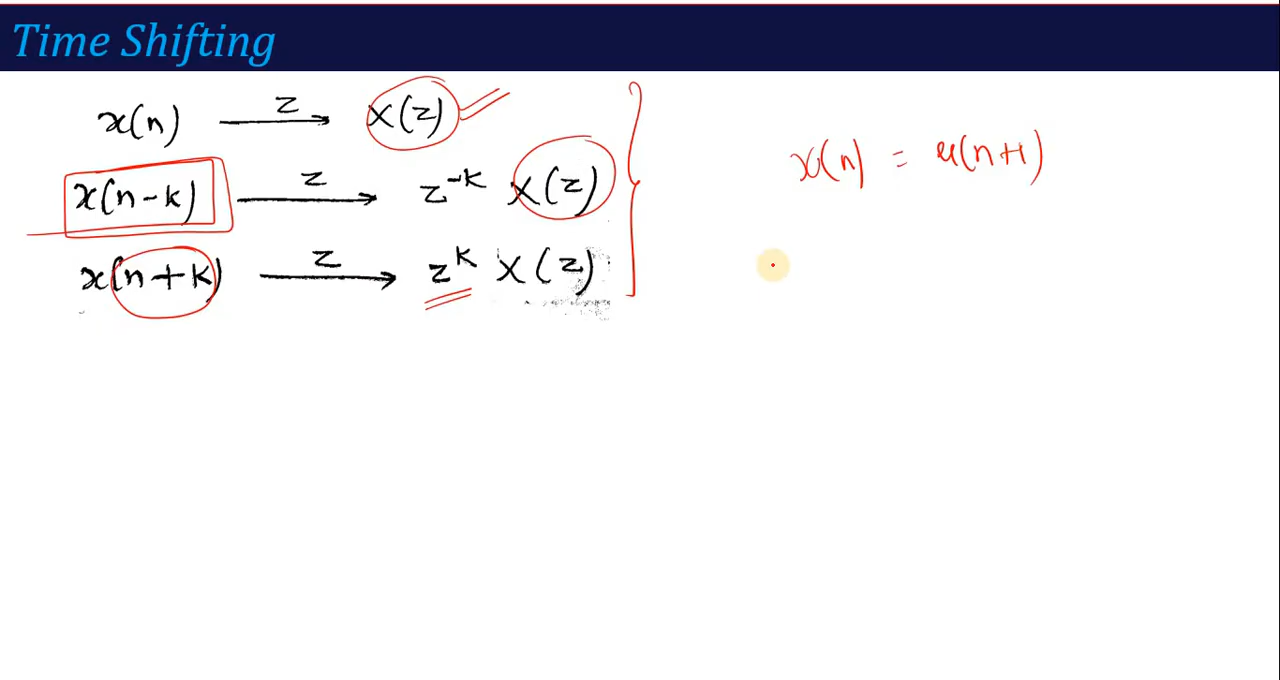 Time Shifting
x(n) —z→ X(z)
x(n-k) —z→ z^-k X(z)
x(n+k) —z→ z^k X(z)
x(n) = u(n+1)